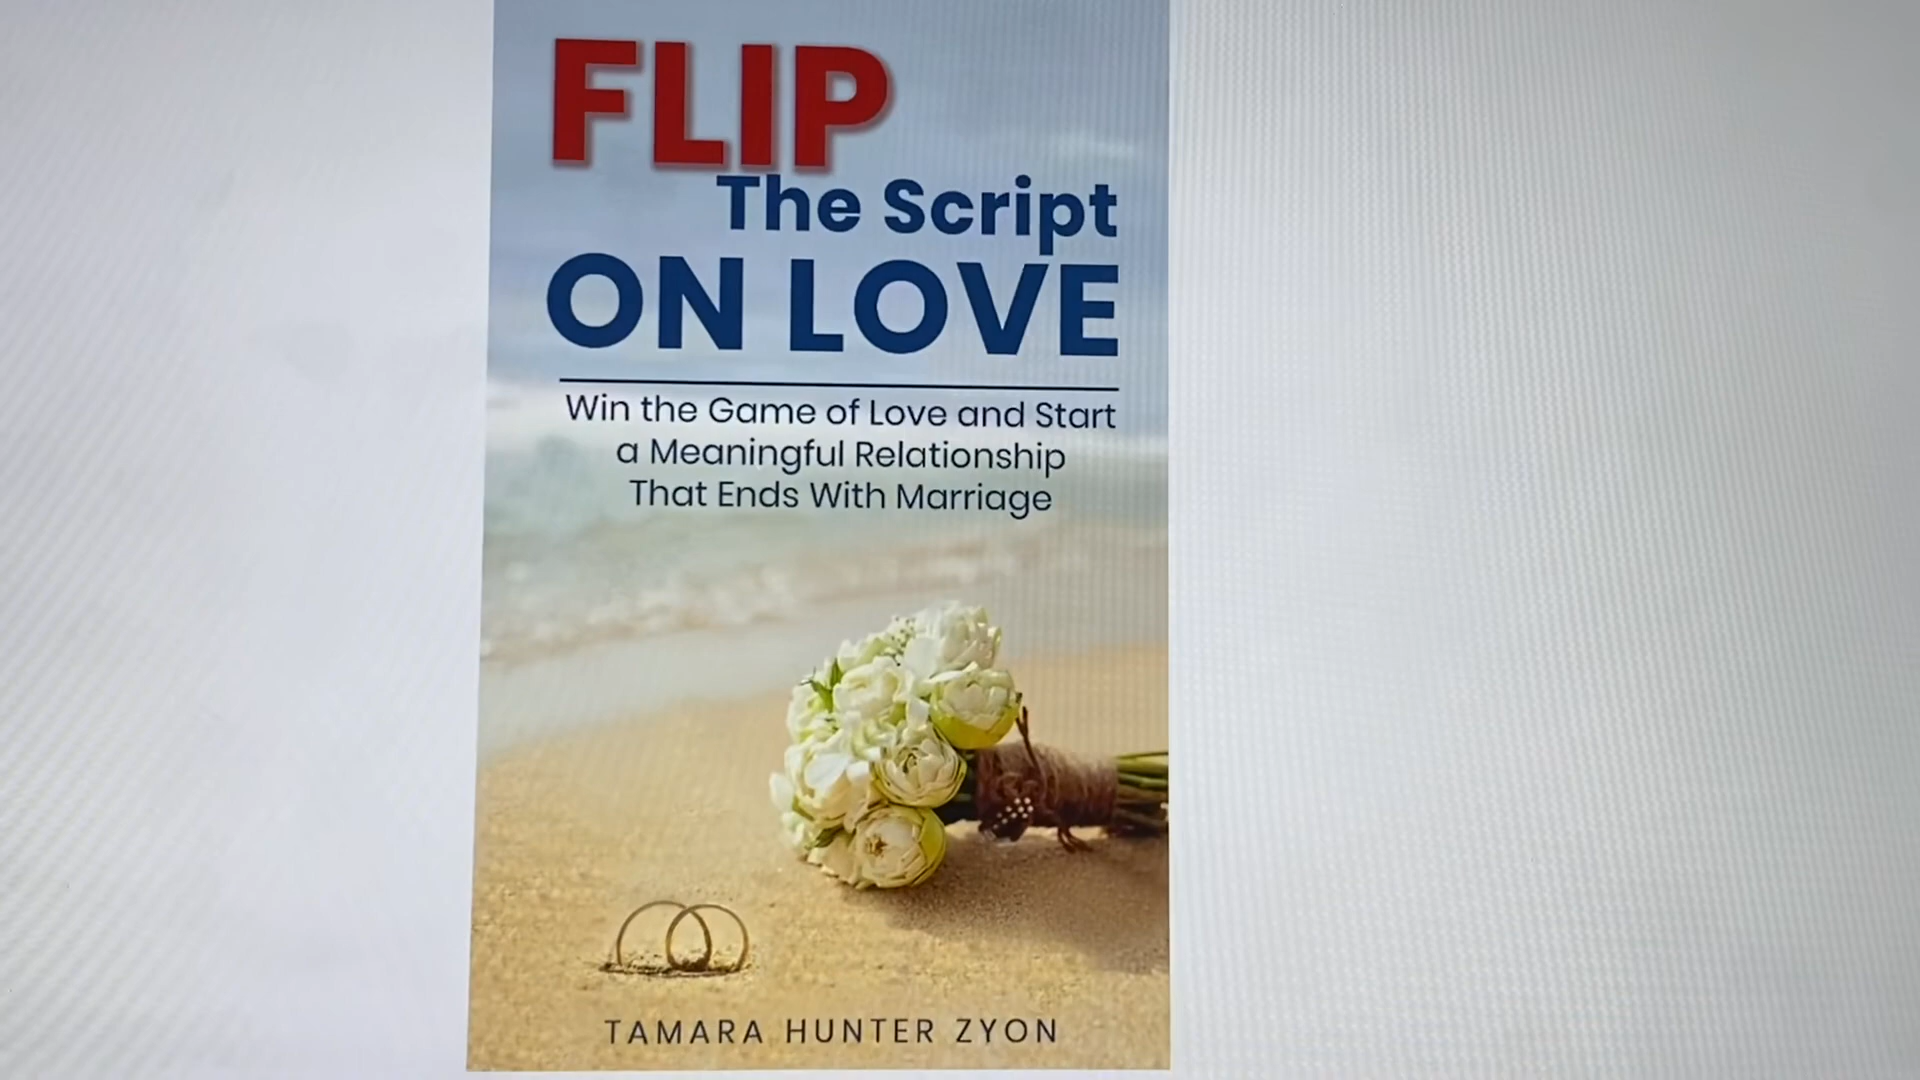 FLIP
The Script
ON LOVE
Win the Game of Love and Start
a Meaningful Relationship
That Ends With Marriage
TAMARA HUNTER ZYON